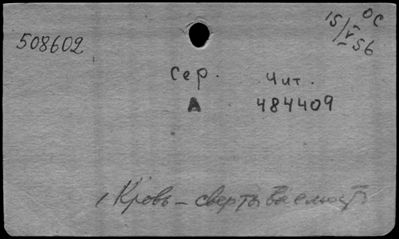 508602
15/V-56
ОС
Сер. Чит.
А 484409
Кровь - свертываемость